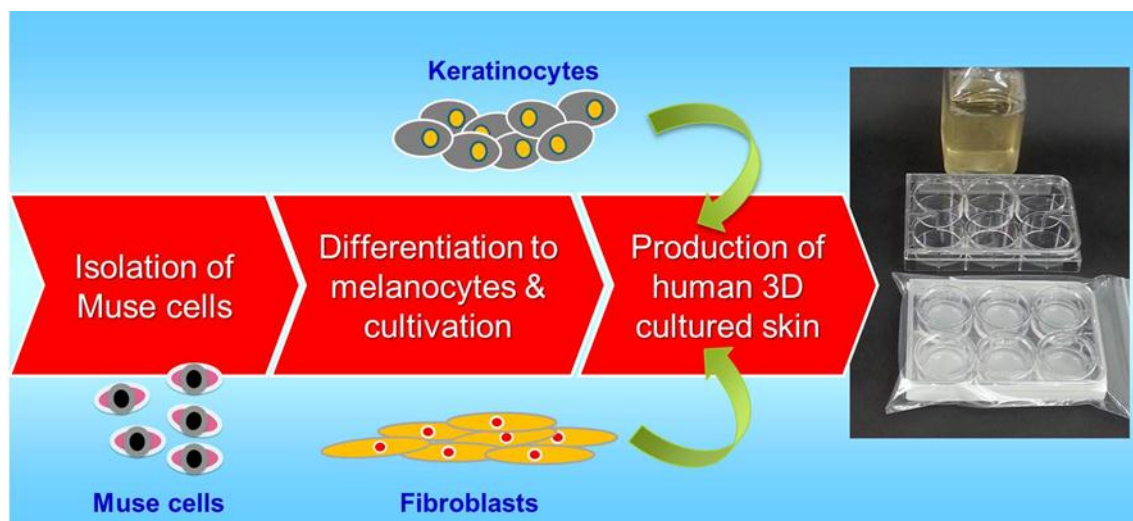 Keratinocytes
Isolation of
Muse cells
Differentiation to
melanocytes &
cultivation
Production of
human 3D
cultured skin
Muse cells
Fibroblasts